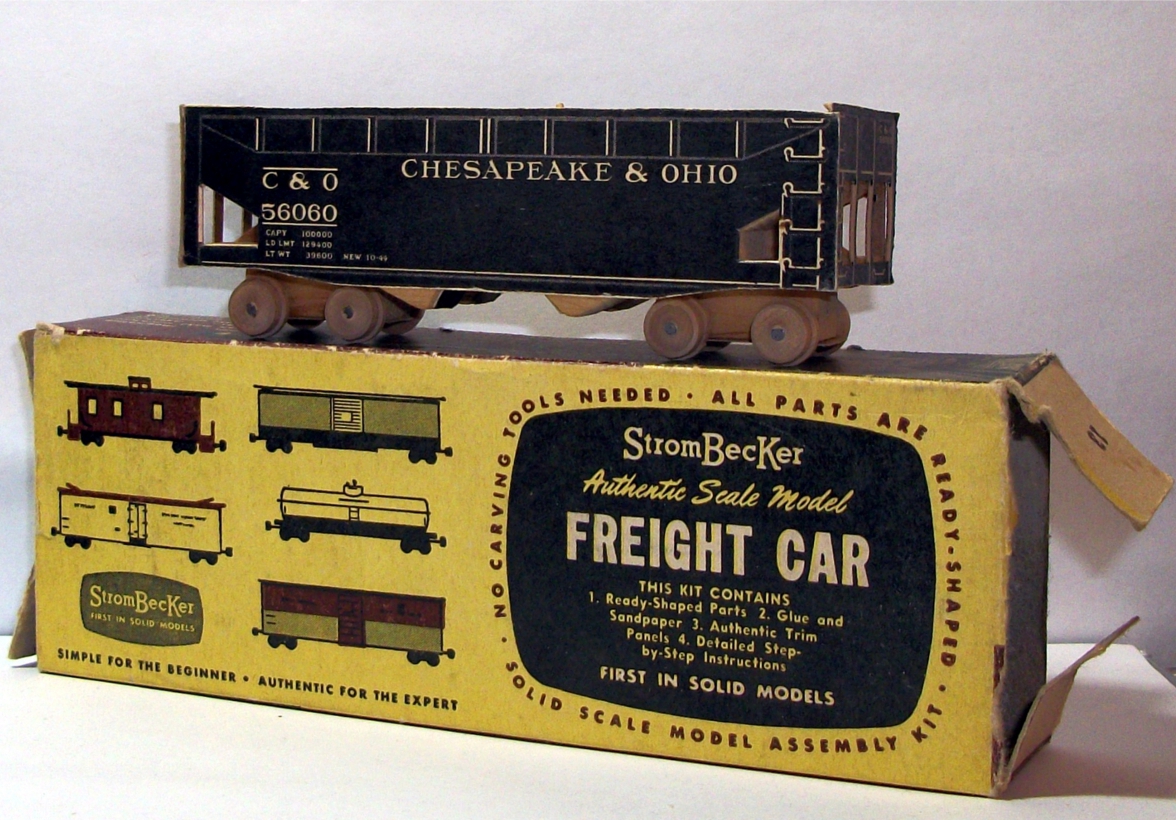 CHESAPEAKE & OHIO
C & O
56060
CAPY 100000
LD LMT 129400
LT WT 39600 NEW 10-49
NO CARVING TOOLS NEEDED · ALL PARTS ARE READY-SHAPED ·
SOLID SCALE MODEL ASSEMBLY KIT ·
StromBecKer
Authentic Scale Model
FREIGHT CAR
THIS KIT CONTAINS
1. Ready-Shaped Parts 2. Glue and
Sandpaper 3. Authentic Trim
Panels 4. Detailed Step-
by-Step Instructions
FIRST IN SOLID MODELS
StromBecKer
FIRST IN SOLID MODELS
SIMPLE FOR THE BEGINNER • AUTHENTIC FOR THE EXPERT